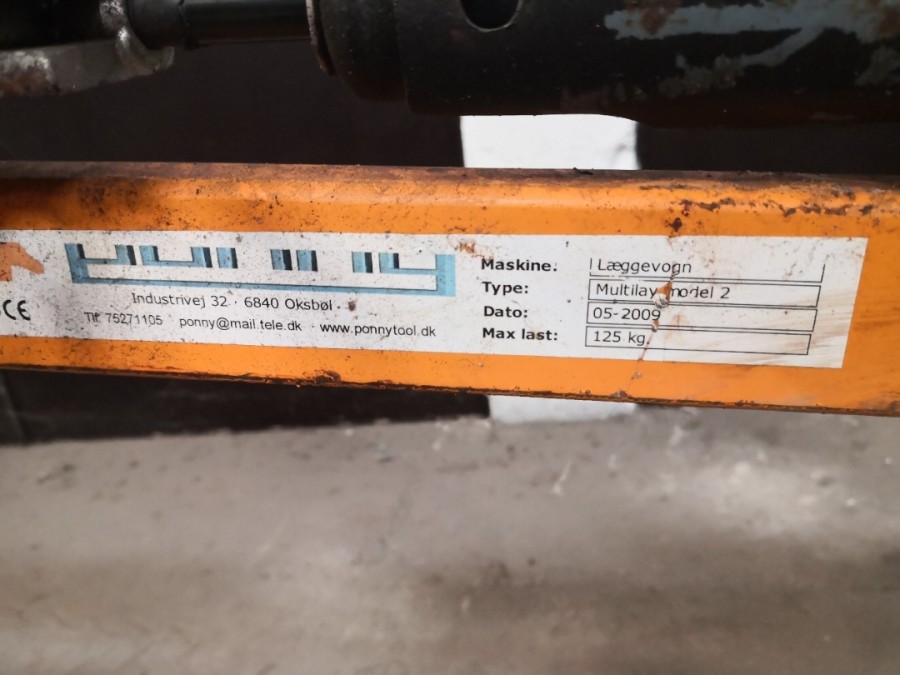 CE
Industrivej 32 · 6840 Oksbøl ·
Tlf 75271105 · ponny@mail.tele.dk · www.ponnytool.dk
Maskine: Læggevogn
Type: Multilay model 2
Dato: 05-2009
Max last: 125 kg.